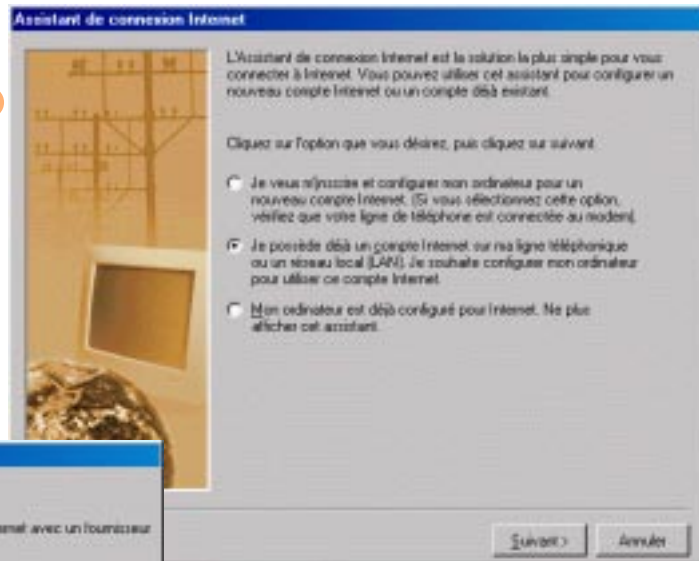 Assistant de connexion Internet
L'Assistant de connexion Internet est la solution la plus simple pour vous
connecter à Internet. Vous pouvez utiliser cet assistant pour configurer un
nouveau compte Internet ou un compte déjà existant.
Cliquez sur l'option que vous désirez, puis cliquez sur suivant.
Je veux m'inscrire et configurer mon ordinateur pour un
nouveau compte Internet. (Si vous sélectionnez cette option,
vérifiez que votre ligne de téléphone est connectée au modem).
Je possède déjà un compte Internet sur ma ligne téléphonique
ou un réseau local (LAN). Je souhaite configurer mon ordinateur
pour utiliser ce compte Internet.
Mon ordinateur est déjà configuré pour Internet. Ne plus
afficher cet assistant.
avec un fournisseur
Suivant >
Annuler